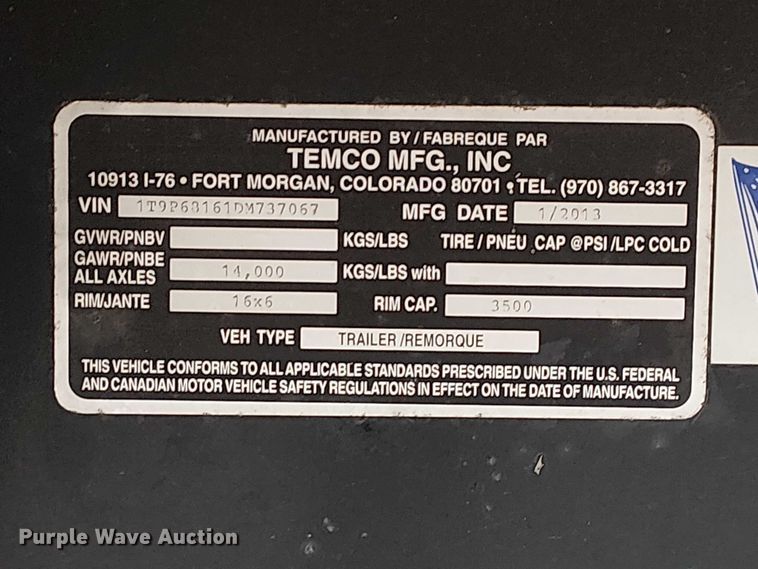 MANUFACTURED BY / FABREQUE PAR
TEMCO MFG., INC
10913 I-76 • FORT MORGAN, COLORADO 80701 • TEL. (970) 867-3317
VIN 1T9P68161DM737067 MFG DATE 1/2013
GVWR/PNBV KGS/LBS TIRE / PNEU CAP @PSI /LPC COLD
GAWR/PNBE
ALL AXLES 14,000 KGS/LBS with
RIM/JANTE 16x6 RIM CAP. 3500
VEH TYPE TRAILER/REMORQUE
THIS VEHICLE CONFORMS TO ALL APPLICABLE STANDARDS PRESCRIBED UNDER THE U.S. FEDERAL
AND CANADIAN MOTOR VEHICLE SAFETY REGULATIONS IN EFFECT ON THE DATE OF MANUFACTURE.
Purple Wave Auction